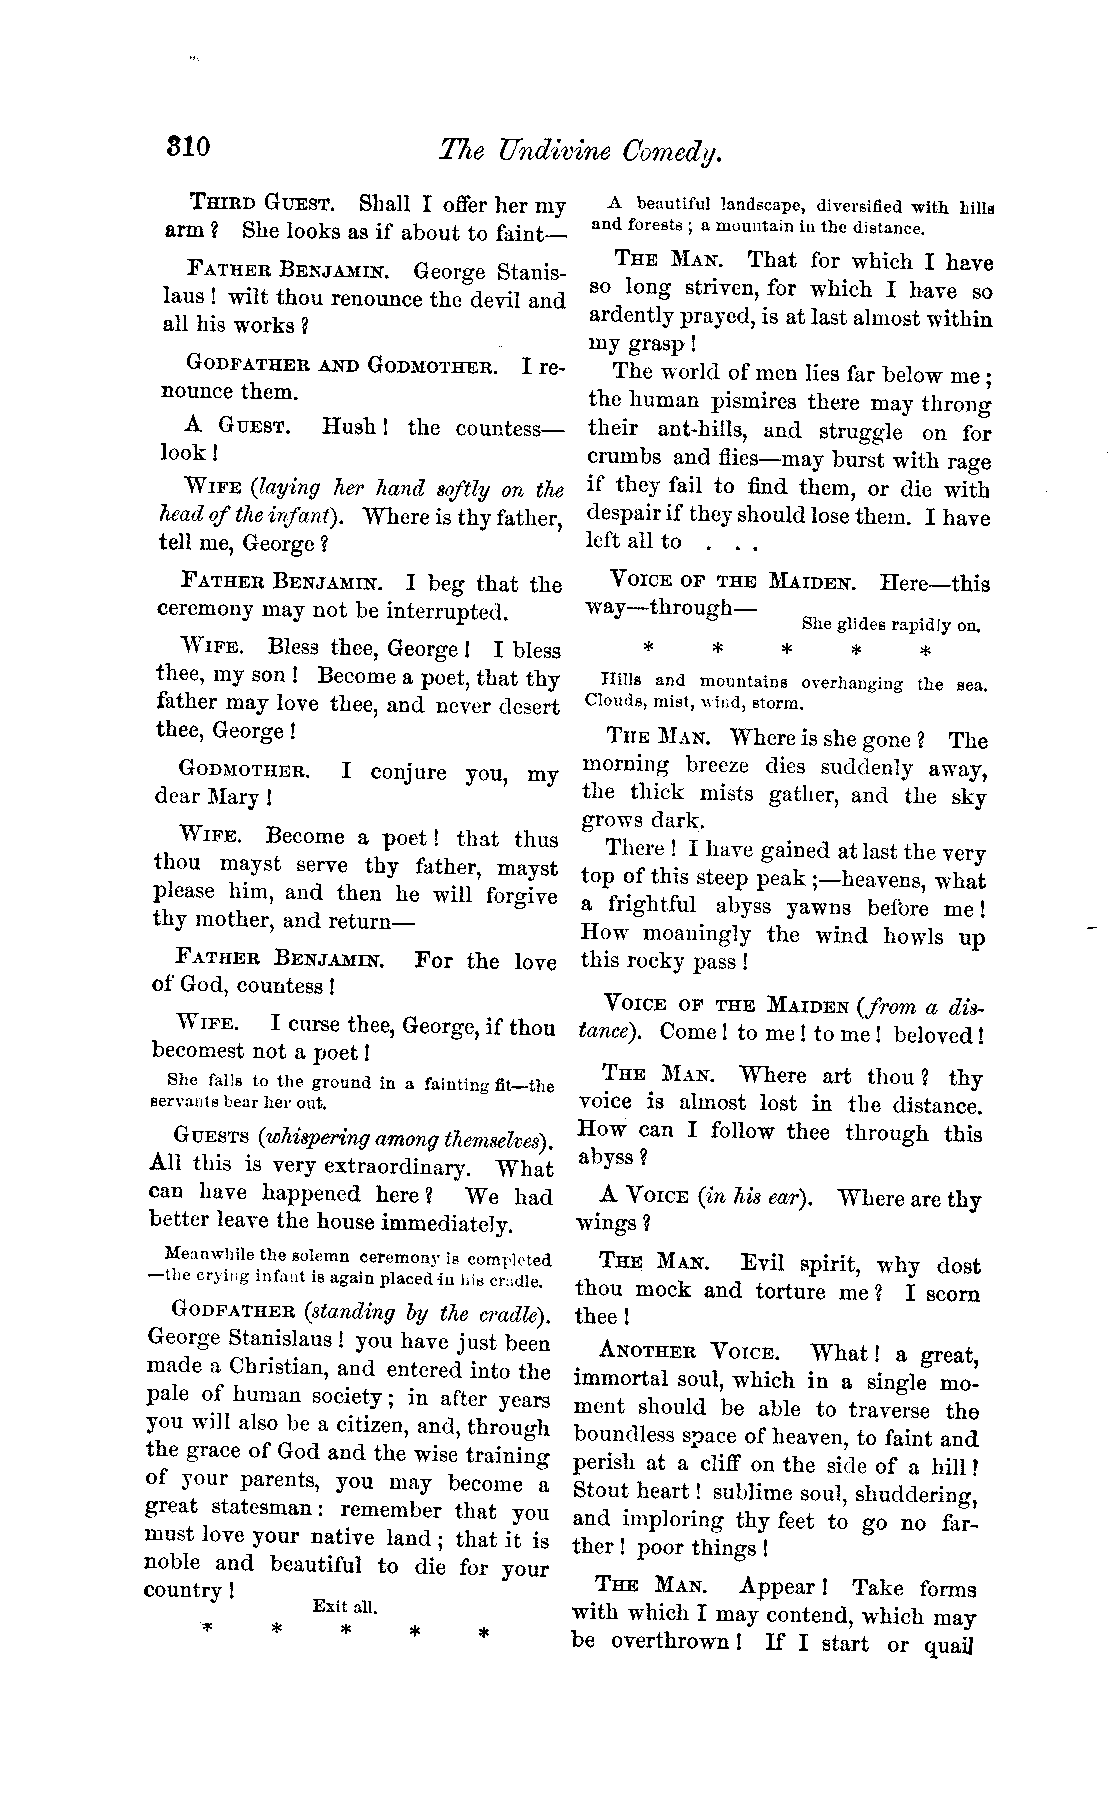 310
The Undivine Comedy.
THIRD GUEST. Shall I offer her my
arm? She looks as if about to faint—
FATHER BENJAMIN. George Stanis-
laus! wilt thou renounce the devil and
all his works?
GODFATHER AND GODMOTHER. I re-
nounce them.
A GUEST. Hush! the countess—
look!
WIFE (laying her hand softly on the
head of the infant). Where is thy father,
tell me, George?
FATHER BENJAMIN. I beg that the
ceremony may not be interrupted.
WIFE. Bless thee, George! I bless
thee, my son! Become a poet, that thy
father may love thee, and never desert
thee, George!
GODMOTHER. I conjure you, my
dear Mary!
WIFE. Become a poet! that thus
thou mayst serve thy father, mayst
please him, and then he will forgive
thy mother, and return—
FATHER BENJAMIN. For the love
of God, countess!
WIFE. I curse thee, George, if thou
becomest not a poet!
She falls to the ground in a fainting fit—the
servants bear her out.
GUESTS (whispering among themselves).
All this is very extraordinary. What
can have happened here? We had
better leave the house immediately.
Meanwhile the solemn ceremony is completed
—the crying infant is again placed in his cradle.
GODFATHER (standing by the cradle).
George Stanislaus! you have just been
made a Christian, and entered into the
pale of human society; in after years
you will also be a citizen, and, through
the grace of God and the wise training
of your parents, you may become a
great statesman: remember that you
must love your native land; that it is
noble and beautiful to die for your
country!
Exit all.
* * * * *
A beautiful landscape, diversified with hills
and forests; a mountain in the distance.
THE MAN. That for which I have
so long striven, for which I have so
ardently prayed, is at last almost within
my grasp!
The world of men lies far below me;
the human pismires there may throng
their ant-hills, and struggle on for
crumbs and flies—may burst with rage
if they fail to find them, or die with
despair if they should lose them. I have
left all to . . .
VOICE OF THE MAIDEN. Here—this
way—through—
She glides rapidly on.
* * * * *
Hills and mountains overhanging the sea.
Clouds, mist, wind, storm.
THE MAN. Where is she gone? The
morning breeze dies suddenly away,
the thick mists gather, and the sky
grows dark.
There! I have gained at last the very
top of this steep peak;—heavens, what
a frightful abyss yawns before me!
How moaningly the wind howls up
this rocky pass!
VOICE OF THE MAIDEN (from a dis-
tance). Come! to me! to me! beloved!
THE MAN. Where art thou? thy
voice is almost lost in the distance.
How can I follow thee through this
abyss?
A VOICE (in his ear). Where are thy
wings?
THE MAN. Evil spirit, why dost
thou mock and torture me? I scorn
thee!
ANOTHER VOICE. What! a great,
immortal soul, which in a single mo-
ment should be able to traverse the
boundless space of heaven, to faint and
perish at a cliff on the side of a hill!
Stout heart! sublime soul, shuddering,
and imploring thy feet to go no far-
ther! poor things!
THE MAN. Appear! Take forms
with which I may contend, which may
be overthrown! If I start or quail